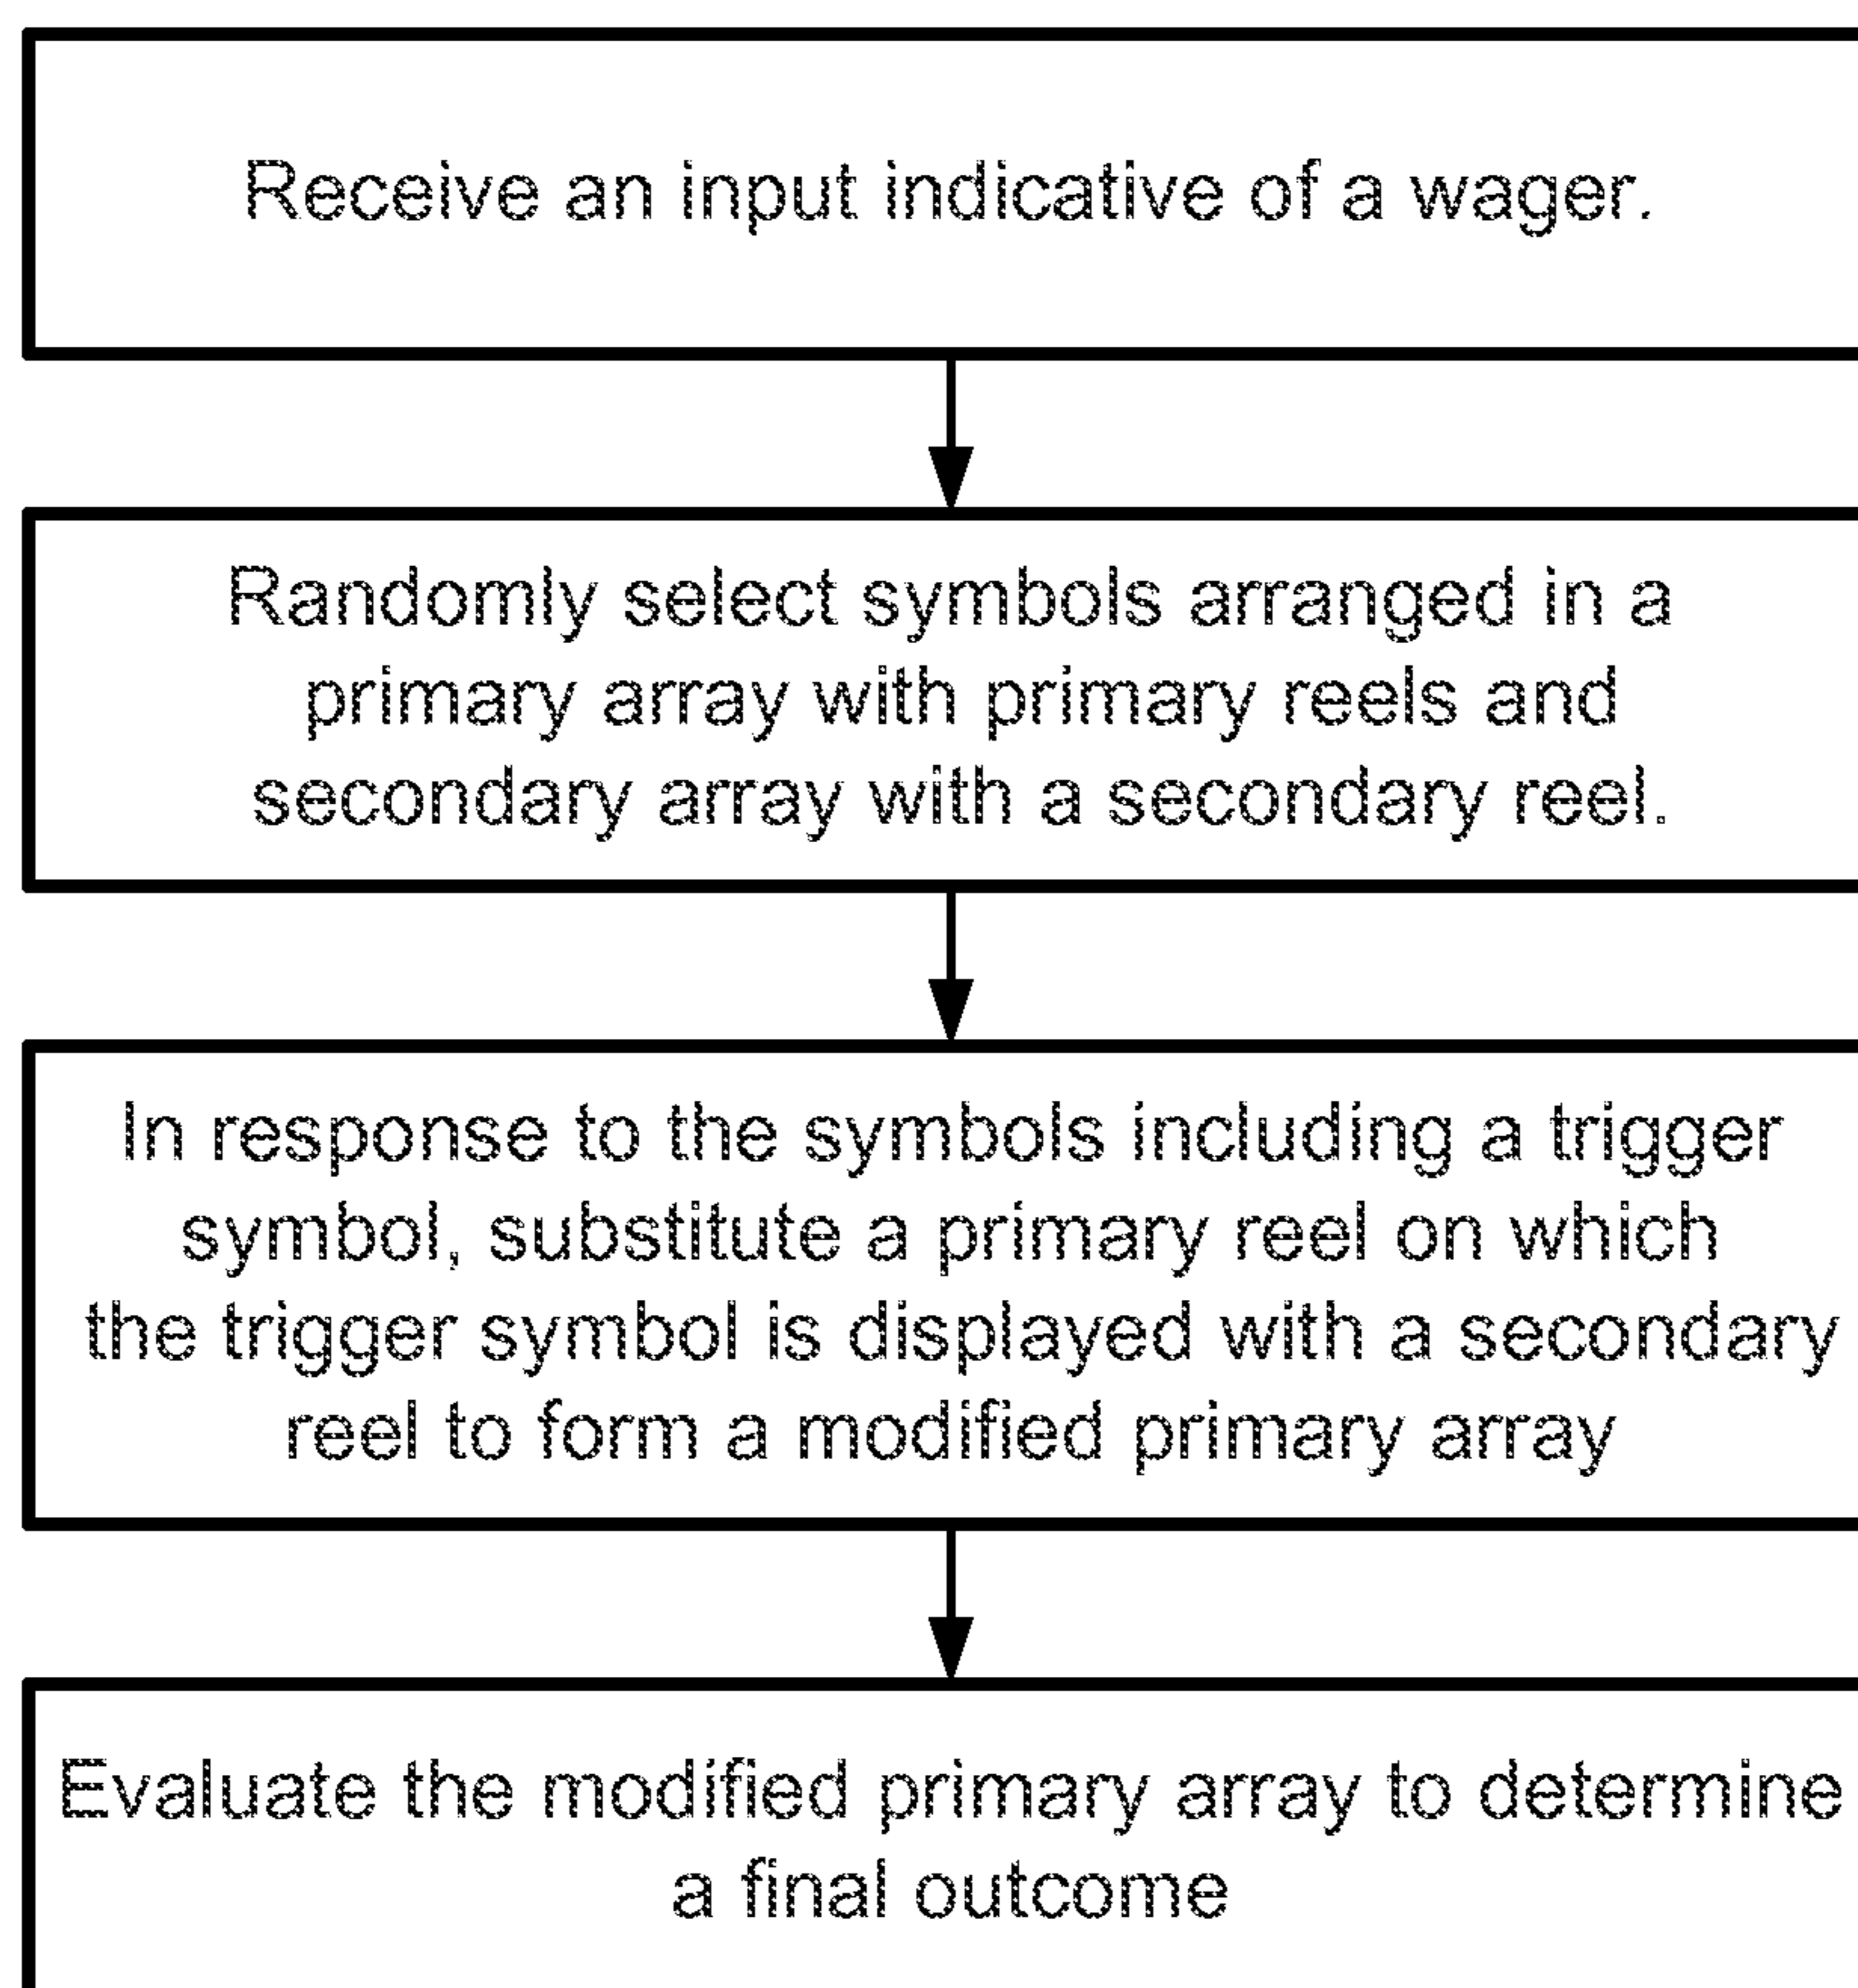 Receive an input indicative of a wager.
Randomly select symbols arranged in a
primary array with primary reels and
secondary array with a secondary reel.
In response to the symbols including a trigger
symbol, substitute a primary reel on which
the trigger symbol is displayed with a secondary
reel to form a modified primary array
Evaluate the modified primary array to determine
a final outcome